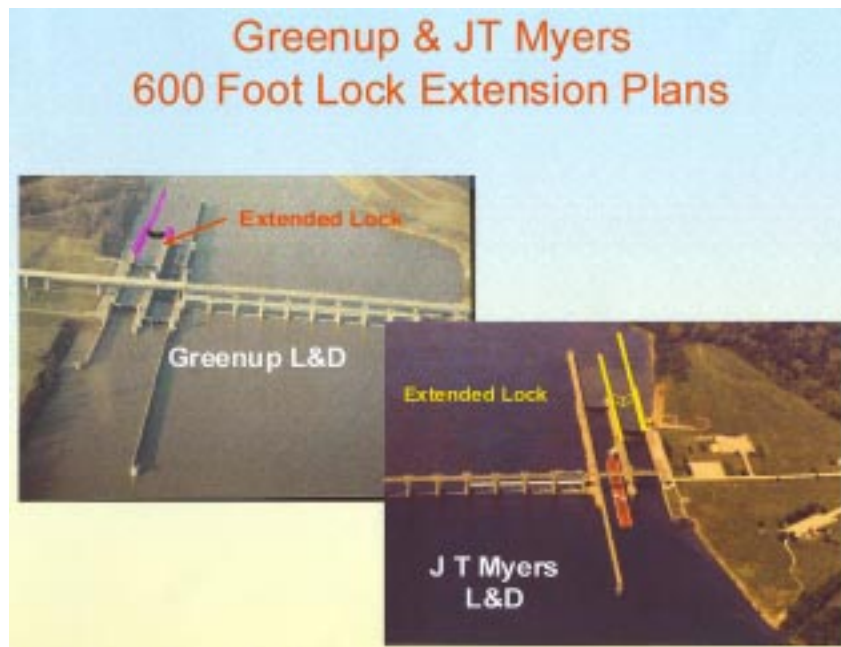 Greenup & JT Myers
600 Foot Lock Extension Plans
Extended Lock
Greenup L&D
Extended Lock
J T Myers
L&D